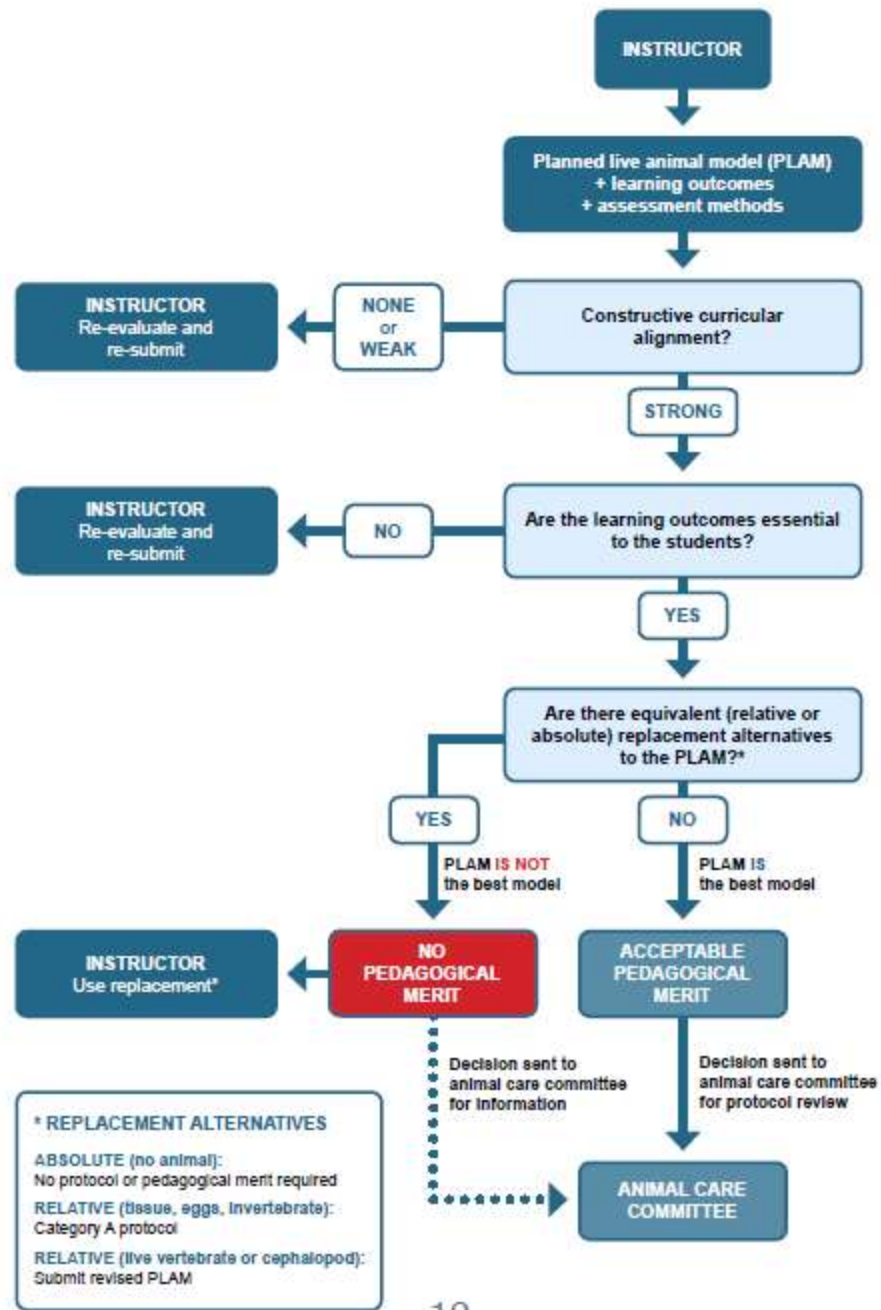 INSTRUCTOR
Planned live animal model (PLAM)
+ learning outcomes
+ assessment methods
INSTRUCTOR
Re-evaluate and
re-submit
NONE
or
WEAK
Constructive curricular
alignment?
STRONG
INSTRUCTOR
Re-evaluate and
re-submit
NO
Are the learning outcomes essential
to the students?
YES
Are there equivalent (relative or
absolute) replacement alternatives
to the PLAM?*
YES
NO
PLAM IS NOT
the best model
PLAM IS
the best model
INSTRUCTOR
Use replacement*
NO
PEDAGOGICAL
MERIT
ACCEPTABLE
PEDAGOGICAL
MERIT
Decision sent to
animal care committee
for information
Decision sent to
animal care committee
for protocol review
* REPLACEMENT ALTERNATIVES
ABSOLUTE (no animal):
No protocol or pedagogical merit required
RELATIVE (tissue, eggs, invertebrate):
Category A protocol
RELATIVE (live vertebrate or cephalopod):
Submit revised PLAM
ANIMAL CARE
COMMITTEE